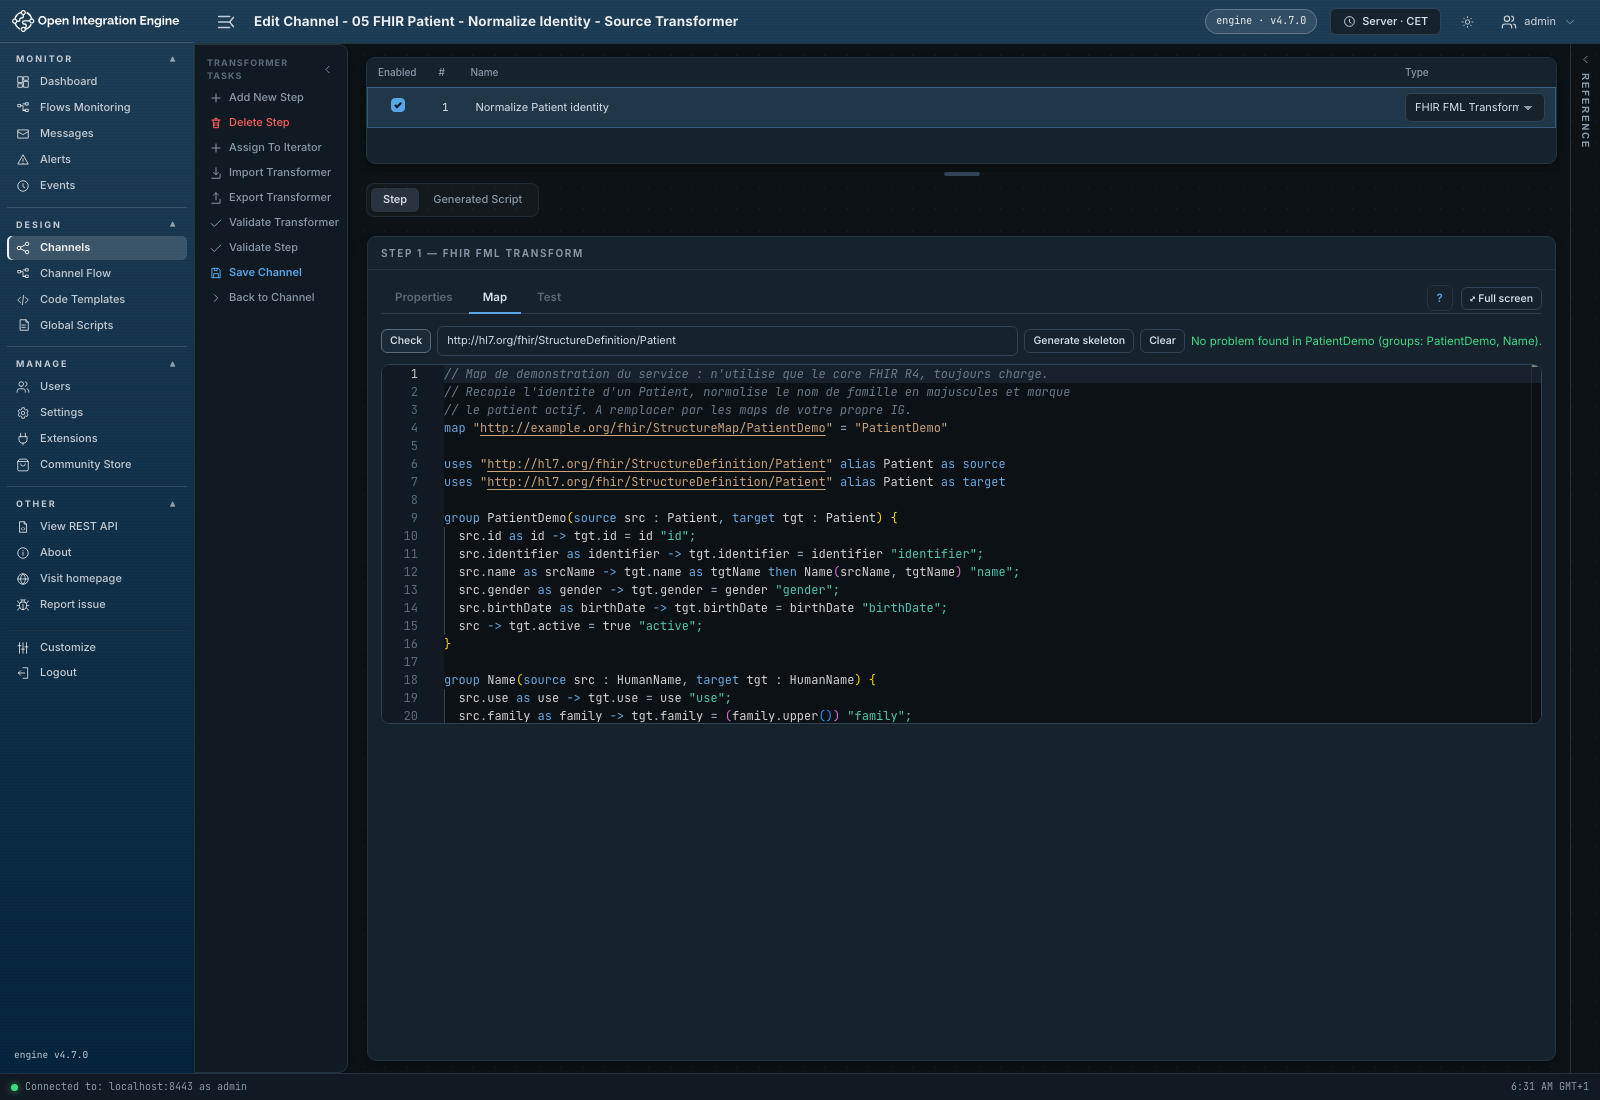 Open Integration Engine
Edit Channel - 05 FHIR Patient - Normalize Identity - Source Transformer
engine · v4.7.0
Server · CET
admin
MONITOR
Dashboard
Flows Monitoring
Messages
Alerts
Events
DESIGN
Channels
Channel Flow
Code Templates
Global Scripts
MANAGE
Users
Settings
Extensions
Community Store
OTHER
View REST API
About
Visit homepage
Report issue
Customize
Logout
engine v4.7.0
TRANSFORMER
TASKS
Add New Step
Delete Step
Assign To Iterator
Import Transformer
Export Transformer
Validate Transformer
Validate Step
Save Channel
Back to Channel
Enabled # Name Type
1 Normalize Patient identity FHIR FML Transform
Step Generated Script
STEP 1 — FHIR FML TRANSFORM
Properties Map Test
? Full screen
Check http://hl7.org/fhir/StructureDefinition/Patient Generate skeleton Clear No problem found in PatientDemo (groups: PatientDemo, Name).
1 // Map de demonstration du service : n'utilise que le core FHIR R4, toujours charge.
2 // Recopie l'identite d'un Patient, normalise le nom de famille en majuscules et marque
3 // le patient actif. A remplacer par les maps de votre propre IG.
4 map "http://example.org/fhir/StructureMap/PatientDemo" = "PatientDemo"
5
6 uses "http://hl7.org/fhir/StructureDefinition/Patient" alias Patient as source
7 uses "http://hl7.org/fhir/StructureDefinition/Patient" alias Patient as target
8
9 group PatientDemo(source src : Patient, target tgt : Patient) {
10 src.id as id -> tgt.id = id "id";
11 src.identifier as identifier -> tgt.identifier = identifier "identifier";
12 src.name as srcName -> tgt.name as tgtName then Name(srcName, tgtName) "name";
13 src.gender as gender -> tgt.gender = gender "gender";
14 src.birthDate as birthDate -> tgt.birthDate = birthDate "birthDate";
15 src -> tgt.active = true "active";
16 }
17
18 group Name(source src : HumanName, target tgt : HumanName) {
19 src.use as use -> tgt.use = use "use";
20 src.family as family -> tgt.family = (family.upper()) "family";
REFERENCE
Connected to: localhost:8443 as admin
6:31 AM GMT+1